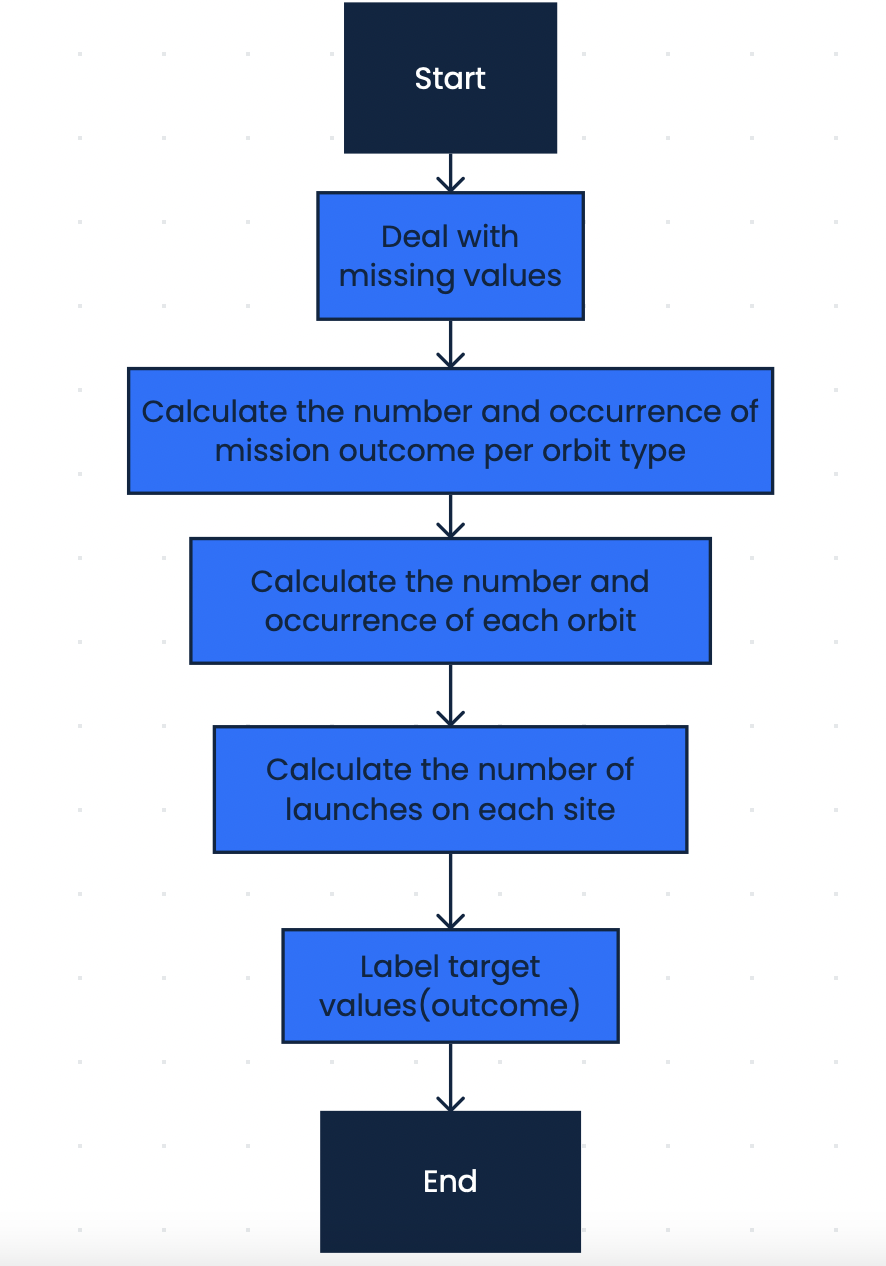 Start
Deal with
missing values
Calculate the number and occurrence of
mission outcome per orbit type
Calculate the number and
occurrence of each orbit
Calculate the number of
launches on each site
Label target
values(outcome)
End